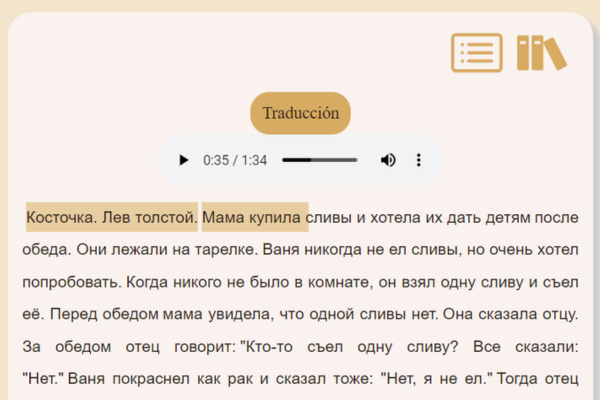 Traducción
0:35 / 1:34
Косточка. Лев толстой. Мама купила сливы и хотела их дать детям после
обеда. Они лежали на тарелке. Ваня никогда не ел сливы, но очень хотел
попробовать. Когда никого не было в комнате, он взял одну сливу и съел
её. Перед обедом мама увидела, что одной сливы нет. Она сказала отцу.
За обедом отец говорит: "Кто-то съел одну сливу? Все сказали:
"Нет." Ваня покраснел как рак и сказал тоже: "Нет, я не ел." Тогда отец